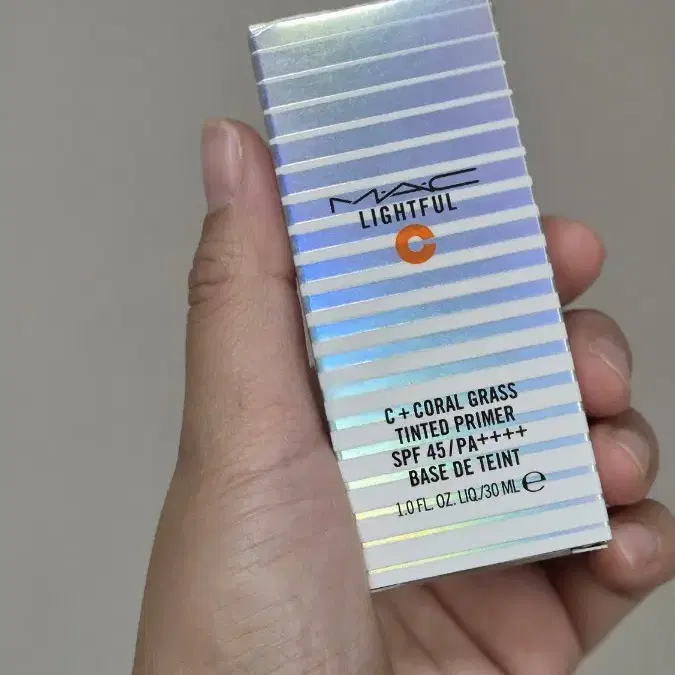 M·A·C
LIGHTFUL
C
C + CORAL GRASS
TINTED PRIMER
SPF 45/PA++++
BASE DE TEINT
1.0 FL. OZ. LIQ./30 ML ℮